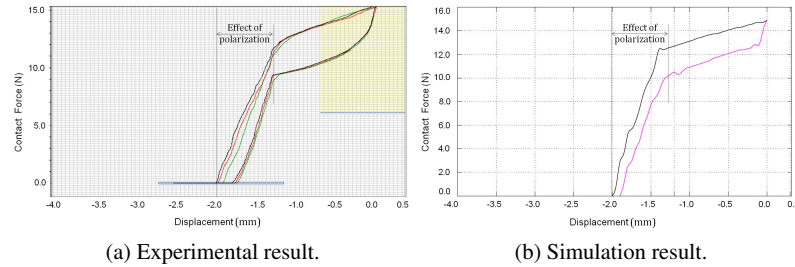 15.0
10.0
5.0
0.0
Contact Force (N)
Effect of
polarization
-4.0 -3.5 -3.0 -2.5 -2.0 -1.5 -1.0 -0.5 0.0 0.5
Displacement (mm)
(a) Experimental result.
16.0
14.0
12.0
10.0
8.0
6.0
4.0
2.0
0.0
Contact Force (N)
Effect of
polarization
-4.0 -3.5 -3.0 -2.5 -2.0 -1.5 -1.0 -0.5 0.0 0.5
Displacement (mm)
(b) Simulation result.